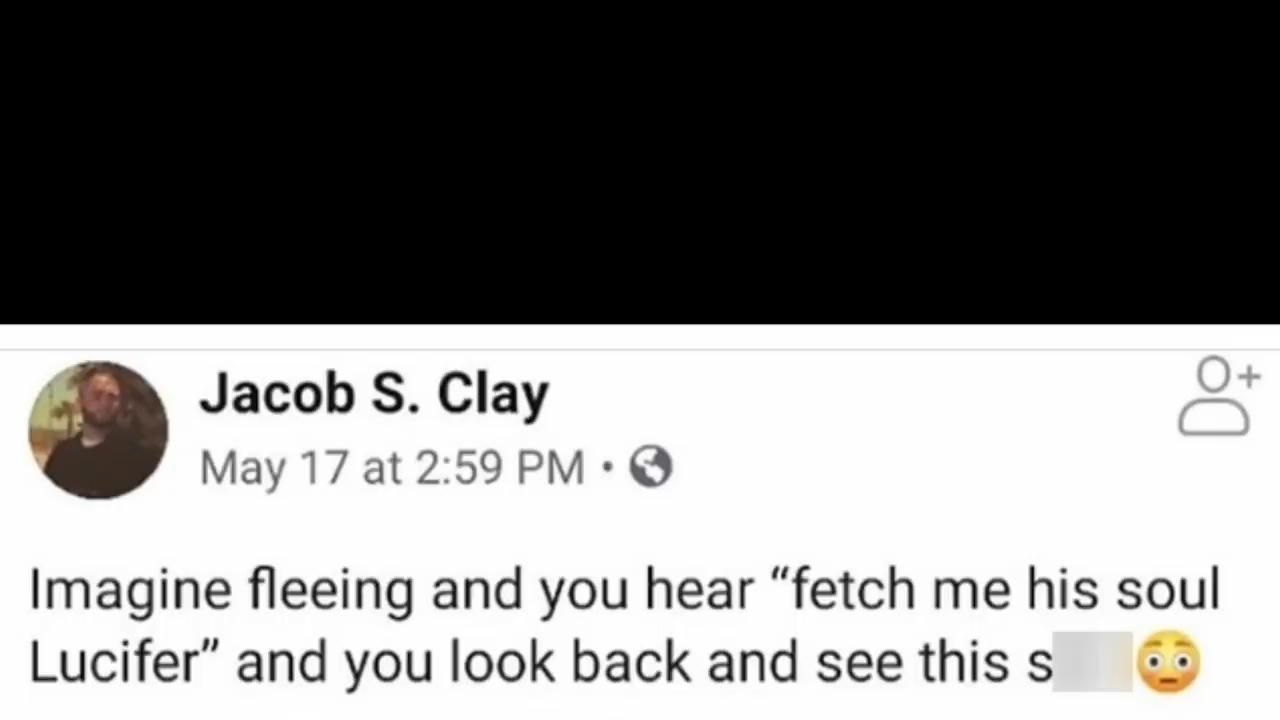 Jacob S. Clay
May 17 at 2:59 PM •
Imagine fleeing and you hear “fetch me his soul
Lucifer” and you look back and see this s😳